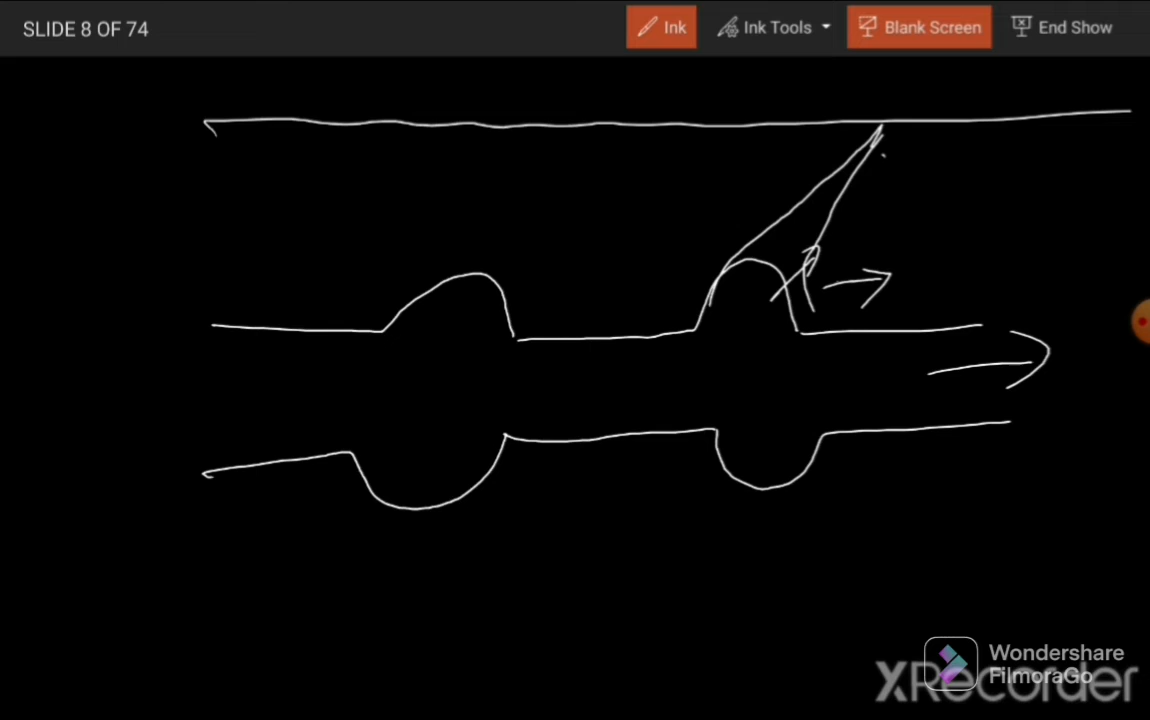 SLIDE 8 OF 74
Ink
Ink Tools
Blank Screen
End Show
Wondershare
FilmoraGo
XRecorder